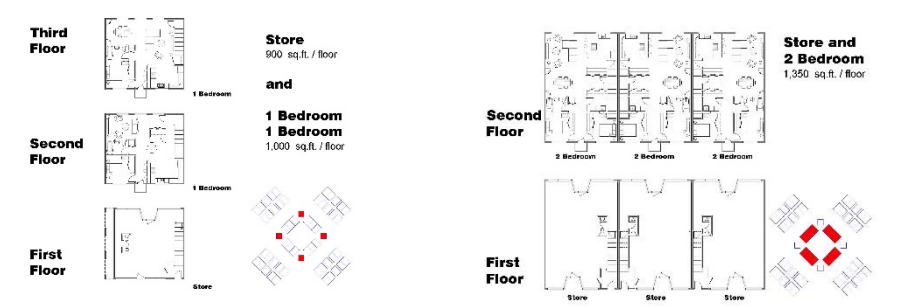 Third
Floor
1 Bedroom
Store
900 sq.ft. / floor
and
1 Bedroom
1 Bedroom
1,000 sq.ft. / floor
Second
Floor
1 Bedroom
First
Floor
Store
Store and
2 Bedroom
1,350 sq.ft. / floor
Second
Floor
2 Bedroom 2 Bedroom 2 Bedroom
First
Floor
Store Store Store